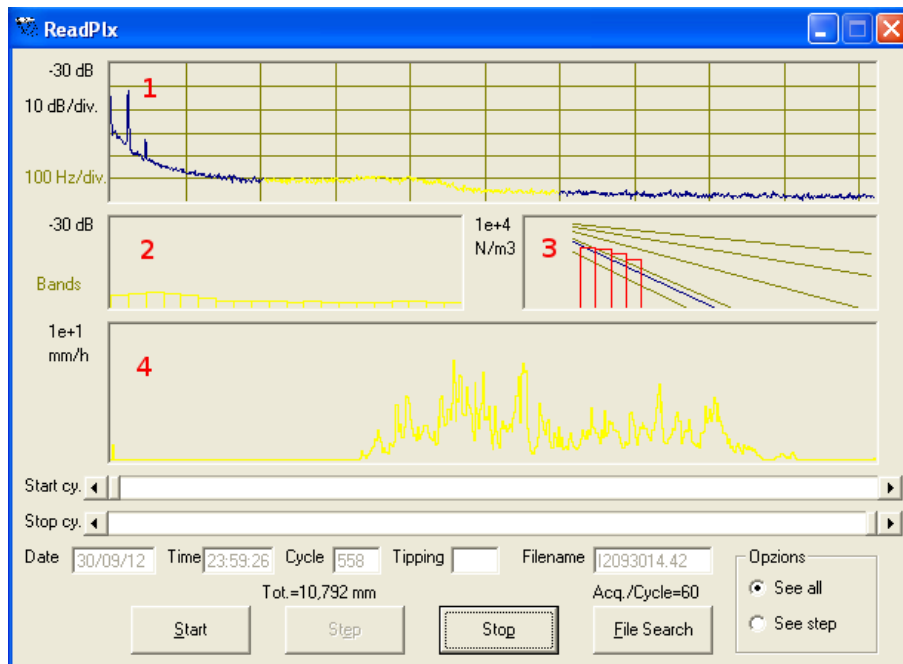 ReadPlx
-30 dB
10 dB/div.
100 Hz/div.
1
-30 dB
Bands
2
1e+4
N/m3
3
1e+1
mm/h
4
Start cy.
Stop cy.
Date 30/09/12 Time 23:59:26 Cycle 558 Tipping Filename I2093014.42
Opzions
Tot.=10,792 mm Acq./Cycle=60
See all
See step
Start Step Stop File Search